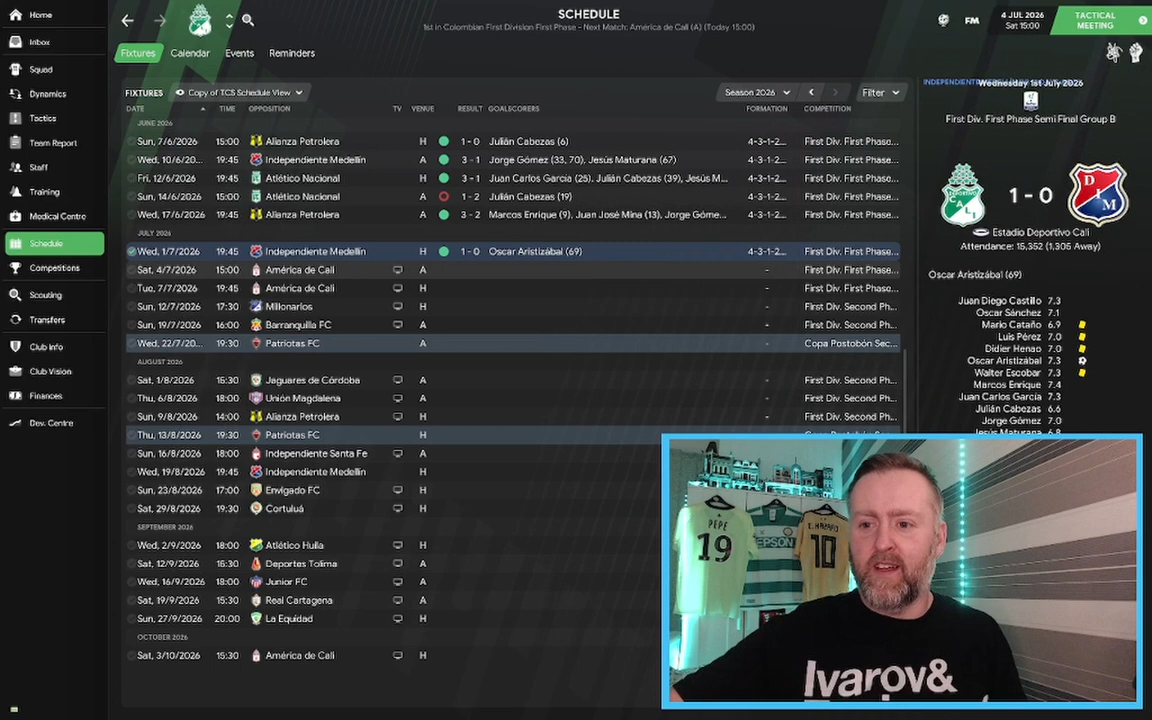 Home
Inbox
Squad
Dynamics
Tactics
Team Report
Staff
Training
Medical Centre
Schedule
Competitions
Scouting
Transfers
Club Info
Club Vision
Finances
Dev. Centre
SCHEDULE
1st in Colombian First Division First Phase - Next Match: América de Cali (A) (Today 15:00)
FM
4 JUL 2026
Sat 15:00
TACTICAL
MEETING
Fixtures Calendar Events Reminders
FIXTURES Copy of TCS Schedule View Season 2026 Filter
DATE TIME OPPOSITION TV VENUE RESULT GOALSCORERS FORMATION COMPETITION
JUNE 2026
Sun, 7/6/2026 15:00 Alianza Petrolera H 1 - 0 Julián Cabezas (6) 4-3-1-2... First Div. First Phase...
Wed, 10/6/20... 19:45 Independiente Medellín A 3 - 1 Jorge Gómez (33, 70), Jesús Maturana (67) 4-3-1-2... First Div. First Phase...
Fri, 12/6/2026 19:45 Atlético Nacional H 3 - 1 Juan Carlos García (25), Julián Cabezas (39), Jesús M... 4-3-1-2... First Div. First Phase...
Sun, 14/6/2026 15:00 Atlético Nacional A 1 - 2 Julián Cabezas (19) 4-3-1-2... First Div. First Phase...
Wed, 17/6/2026 19:45 Alianza Petrolera A 3 - 2 Marcos Enrique (9), Juan José Mina (13), Jorge Góme... 4-3-1-2... First Div. First Phase...
JULY 2026
Wed, 1/7/2026 19:45 Independiente Medellín H 1 - 0 Oscar Aristizábal (69) 4-3-1-2... First Div. First Phase...
Sat, 4/7/2026 15:00 América de Cali A - First Div. First Phase...
Tue, 7/7/2026 19:45 América de Cali H - First Div. First Phase...
Sun, 12/7/2026 17:30 Millonarios H - First Div. Second Ph...
Sun, 19/7/2026 16:00 Barranquilla FC A - First Div. Second Ph...
Wed, 22/7/20... 19:30 Patriotas FC A Copa Postobón Sec...
AUGUST 2026
Sat, 1/8/2026 15:30 Jaguares de Córdoba A - First Div. Second Ph...
Thu, 6/8/2026 18:00 Unión Magdalena A - First Div. Second Ph...
Sun, 9/8/2026 14:00 Alianza Petrolera H - First Div. Second Ph...
Thu, 13/8/2026 19:30 Patriotas FC H
Sun, 16/8/2026 18:00 Independiente Santa Fe A
Wed, 19/8/2026 19:45 Independiente Medellín H
Sun, 23/8/2026 17:00 Envigado FC H
Sat, 29/8/2026 19:30 Cortuluá H
SEPTEMBER 2026
Wed, 2/9/2026 18:00 Atlético Huila H
Sat, 12/9/2026 15:30 Deportes Tolima A
Wed, 16/9/2026 18:00 Junior FC A
Sat, 19/9/2026 15:30 Real Cartagena A
Sun, 27/9/2026 20:00 La Equidad H
OCTOBER 2026
Sat, 3/10/2026 15:30 América de Cali H
Wednesday 1st July 2026
First Div. First Phase Semi Final Group B
CALI
1 - 0
DIM
Estadio Deportivo Cali
Attendance: 15,352 (1,305 Away)
Oscar Aristizábal (69)
Juan Diego Castillo 7.3
Oscar Sánchez 7.1
Mario Cataño 6.9
Luis Pérez 7.0
Didier Henao 7.0
Oscar Aristizábal 7.3
Walter Escobar 7.3
Marcos Enrique 7.4
Juan Carlos García 7.3
Julián Cabezas 6.6
Jorge Gómez 7.0
Jesús Maturana 6.8
PEPE
19
EPSON
E. HAZARD
10
Ivarov&